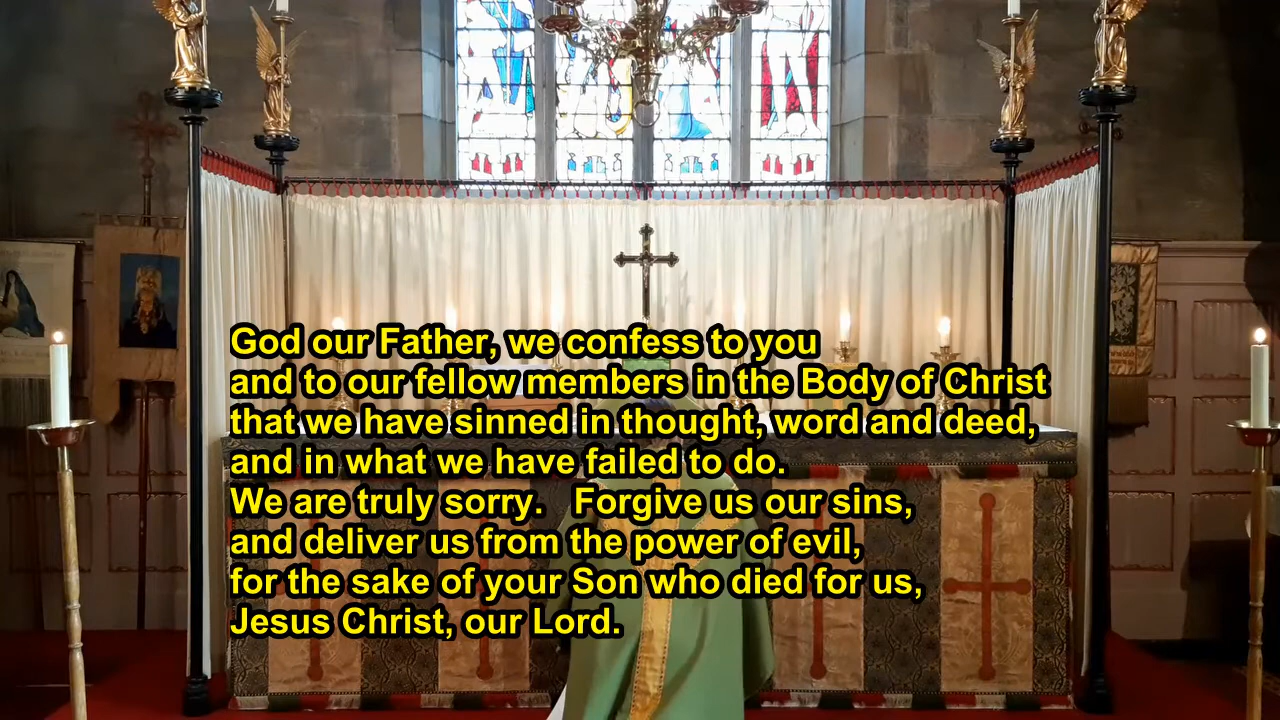 God our Father, we confess to you
and to our fellow members in the Body of Christ
that we have sinned in thought, word and deed,
and in what we have failed to do.
We are truly sorry. Forgive us our sins,
and deliver us from the power of evil,
for the sake of your Son who died for us,
Jesus Christ, our Lord.